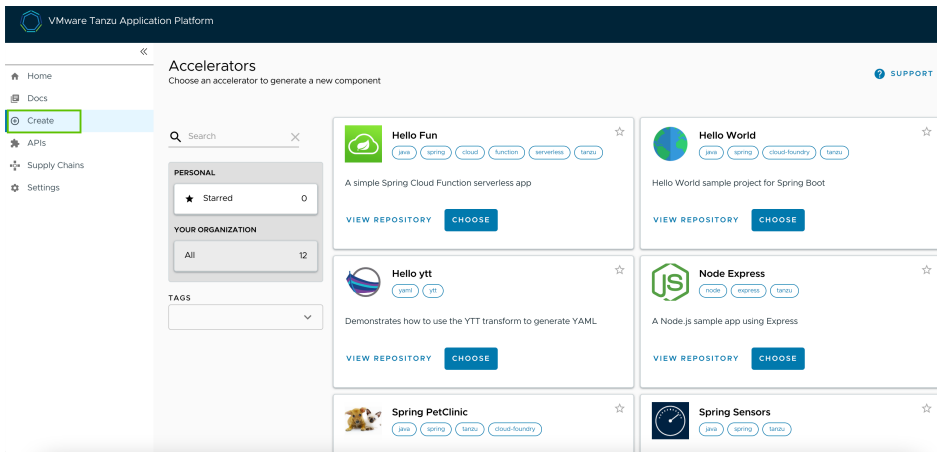 VMware Tanzu Application Platform
Home
Docs
Create
APIs
Supply Chains
Settings
Accelerators
Choose an accelerator to generate a new component
SUPPORT
Search
PERSONAL
Starred 0
YOUR ORGANIZATION
All 12
TAGS
Hello Fun
java spring cloud function serverless tanzu
A simple Spring Cloud Function serverless app
VIEW REPOSITORY CHOOSE
Hello World
java spring cloud-foundry tanzu
Hello World sample project for Spring Boot
VIEW REPOSITORY CHOOSE
Hello ytt
yaml ytt
Demonstrates how to use the YTT transform to generate YAML
VIEW REPOSITORY CHOOSE
Node Express
node express tanzu
A Node.js sample app using Express
VIEW REPOSITORY CHOOSE
Spring PetClinic
java spring tanzu cloud-foundry
Spring Sensors
java spring tanzu